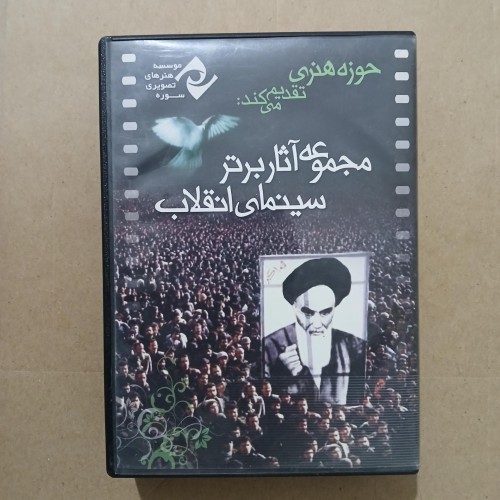 موسسه
هنرهای
تصویری
سوره
حوزه هنری
تقدیم
می‌کند:
مجموعه آثار برتر
سینمای انقلاب